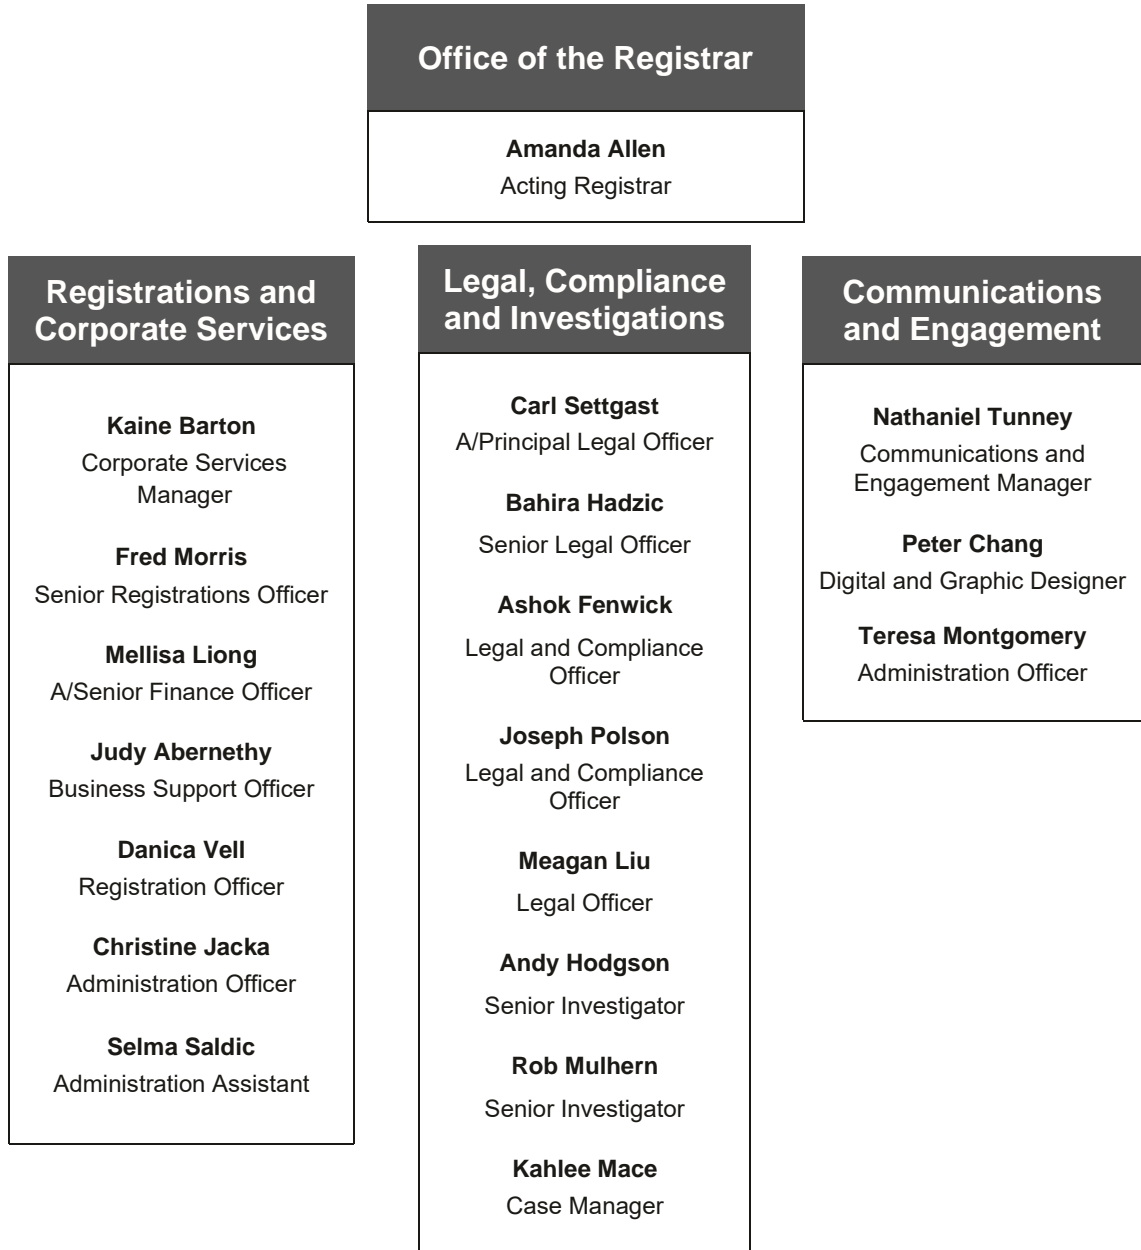 Office of the Registrar
Amanda Allen
Acting Registrar
Registrations and
Corporate Services
Kaine Barton
Corporate Services
Manager
Fred Morris
Senior Registrations Officer
Mellisa Liong
A/Senior Finance Officer
Judy Abernethy
Business Support Officer
Danica Vell
Registration Officer
Christine Jacka
Administration Officer
Selma Saldic
Administration Assistant
Legal, Compliance
and Investigations
Carl Settgast
A/Principal Legal Officer
Bahira Hadzic
Senior Legal Officer
Ashok Fenwick
Legal and Compliance
Officer
Joseph Polson
Legal and Compliance
Officer
Meagan Liu
Legal Officer
Andy Hodgson
Senior Investigator
Rob Mulhern
Senior Investigator
Kahlee Mace
Case Manager
Communications
and Engagement
Nathaniel Tunney
Communications and
Engagement Manager
Peter Chang
Digital and Graphic Designer
Teresa Montgomery
Administration Officer